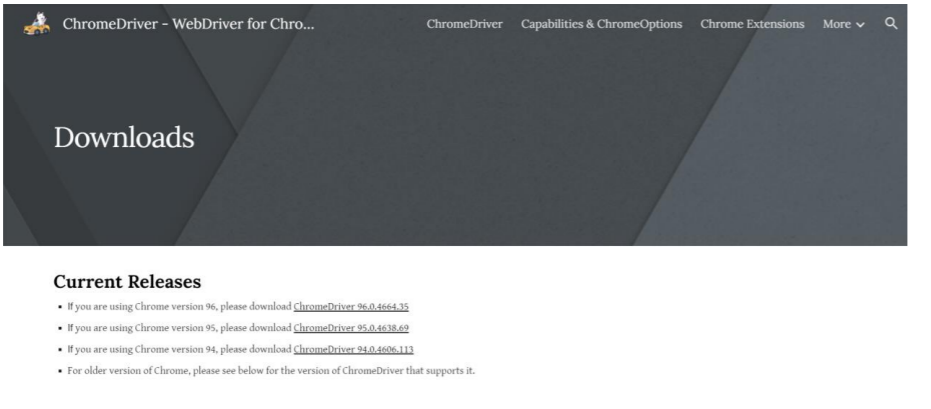 ChromeDriver - WebDriver for Chro... ChromeDriver Capabilities & ChromeOptions Chrome Extensions More
Downloads
Current Releases
If you are using Chrome version 96, please download ChromeDriver 96.0.4664.35
If you are using Chrome version 95, please download ChromeDriver 95.0.4638.69
If you are using Chrome version 94, please download ChromeDriver 94.0.4606.113
For older version of Chrome, please see below for the version of ChromeDriver that supports it.